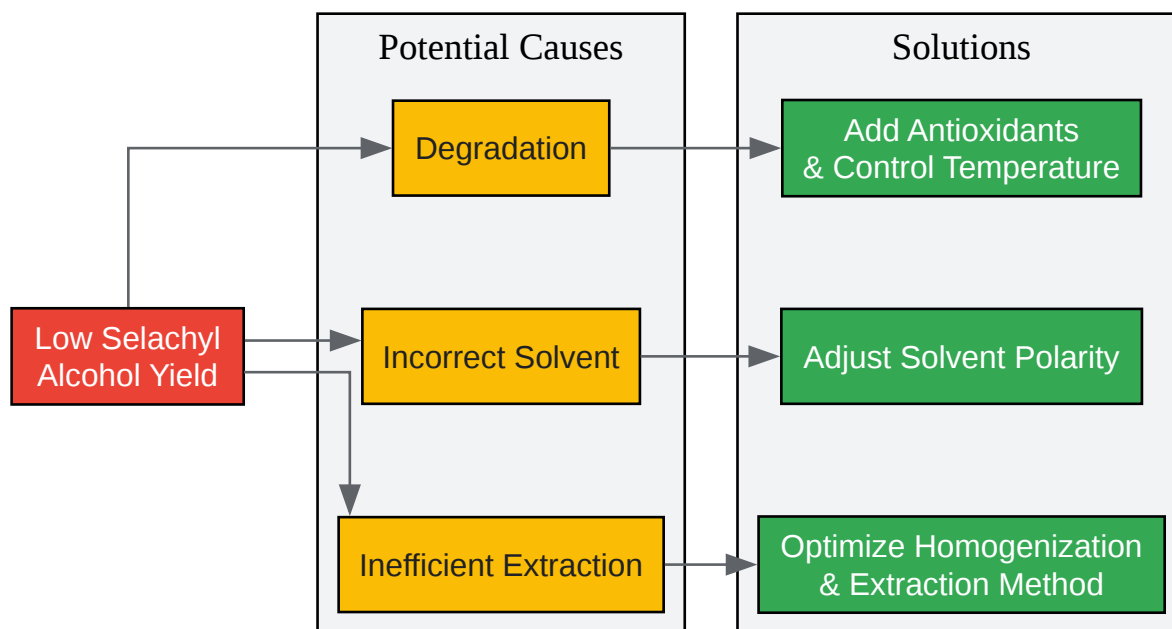 Potential Causes
Solutions
Degradation
Add Antioxidants
& Control Temperature
Low Selachyl
Alcohol Yield
Incorrect Solvent
Adjust Solvent Polarity
Inefficient Extraction
Optimize Homogenization
& Extraction Method